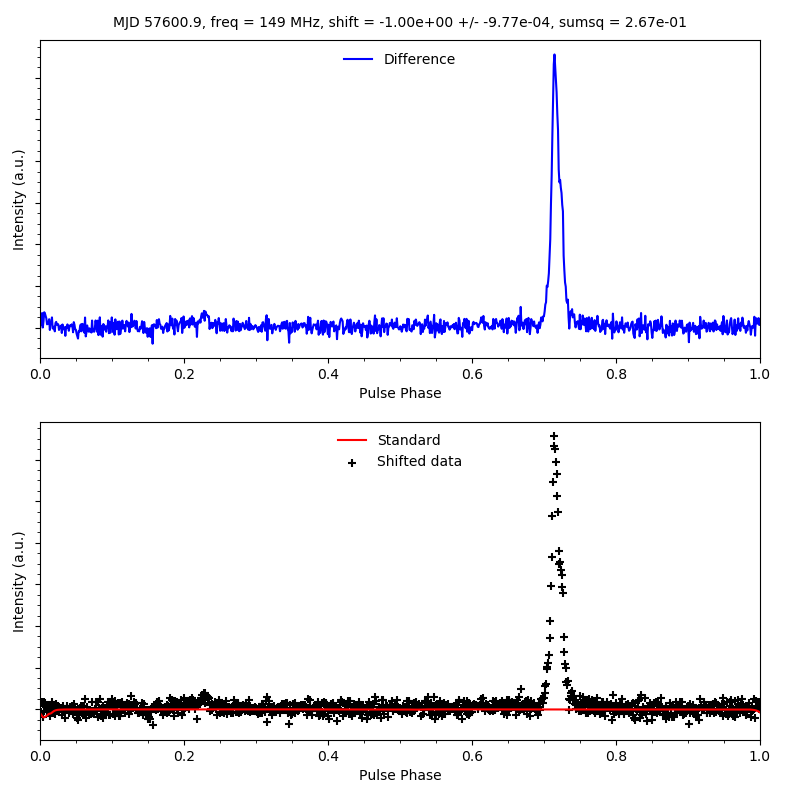 MJD 57600.9, freq = 149 MHz, shift = -1.00e+00 +/- -9.77e-04, sumsq = 2.67e-01
Difference
Intensity (a.u.)
0.0 0.2 0.4 0.6 0.8 1.0
Pulse Phase
Standard
Shifted data
Intensity (a.u.)
0.0 0.2 0.4 0.6 0.8 1.0
Pulse Phase